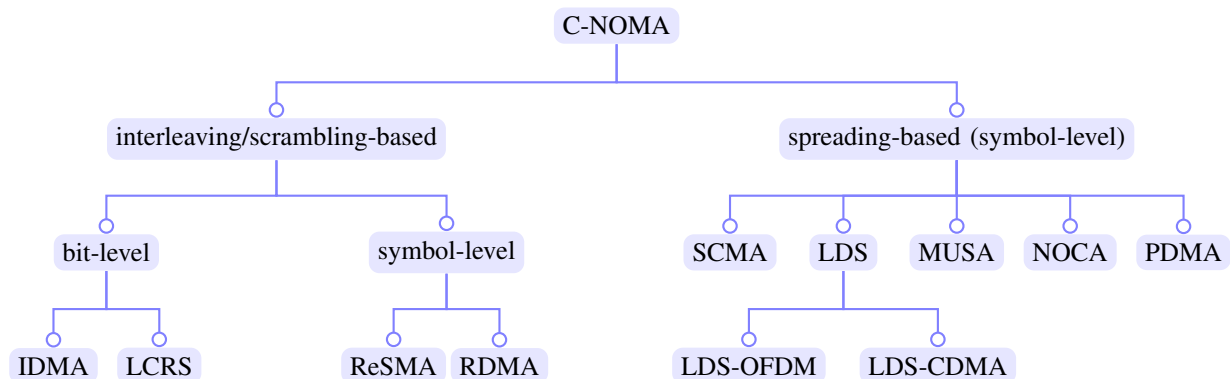 C-NOMA
interleaving/scrambling-based
spreading-based (symbol-level)
bit-level
symbol-level
SCMA
LDS
MUSA
NOCA
PDMA
IDMA
LCRS
ReSMA
RDMA
LDS-OFDM
LDS-CDMA